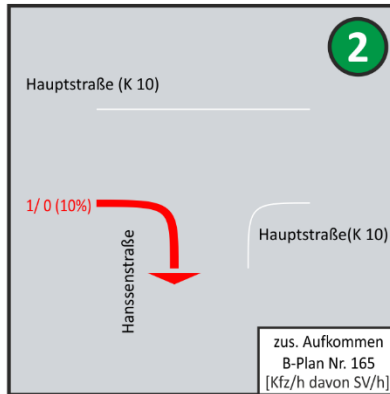 2
Hauptstraße (K 10)
1/ 0 (10%)
Hanssenstraße
Hauptstraße(K 10)
zus. Aufkommen
B-Plan Nr. 165
[Kfz/h davon SV/h]